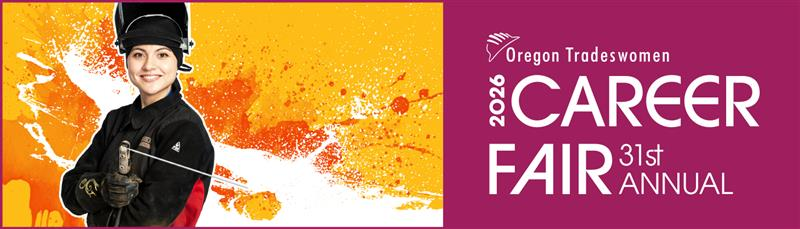 Oregon Tradeswomen
2026
CAREER
FAIR 31st
ANNUAL